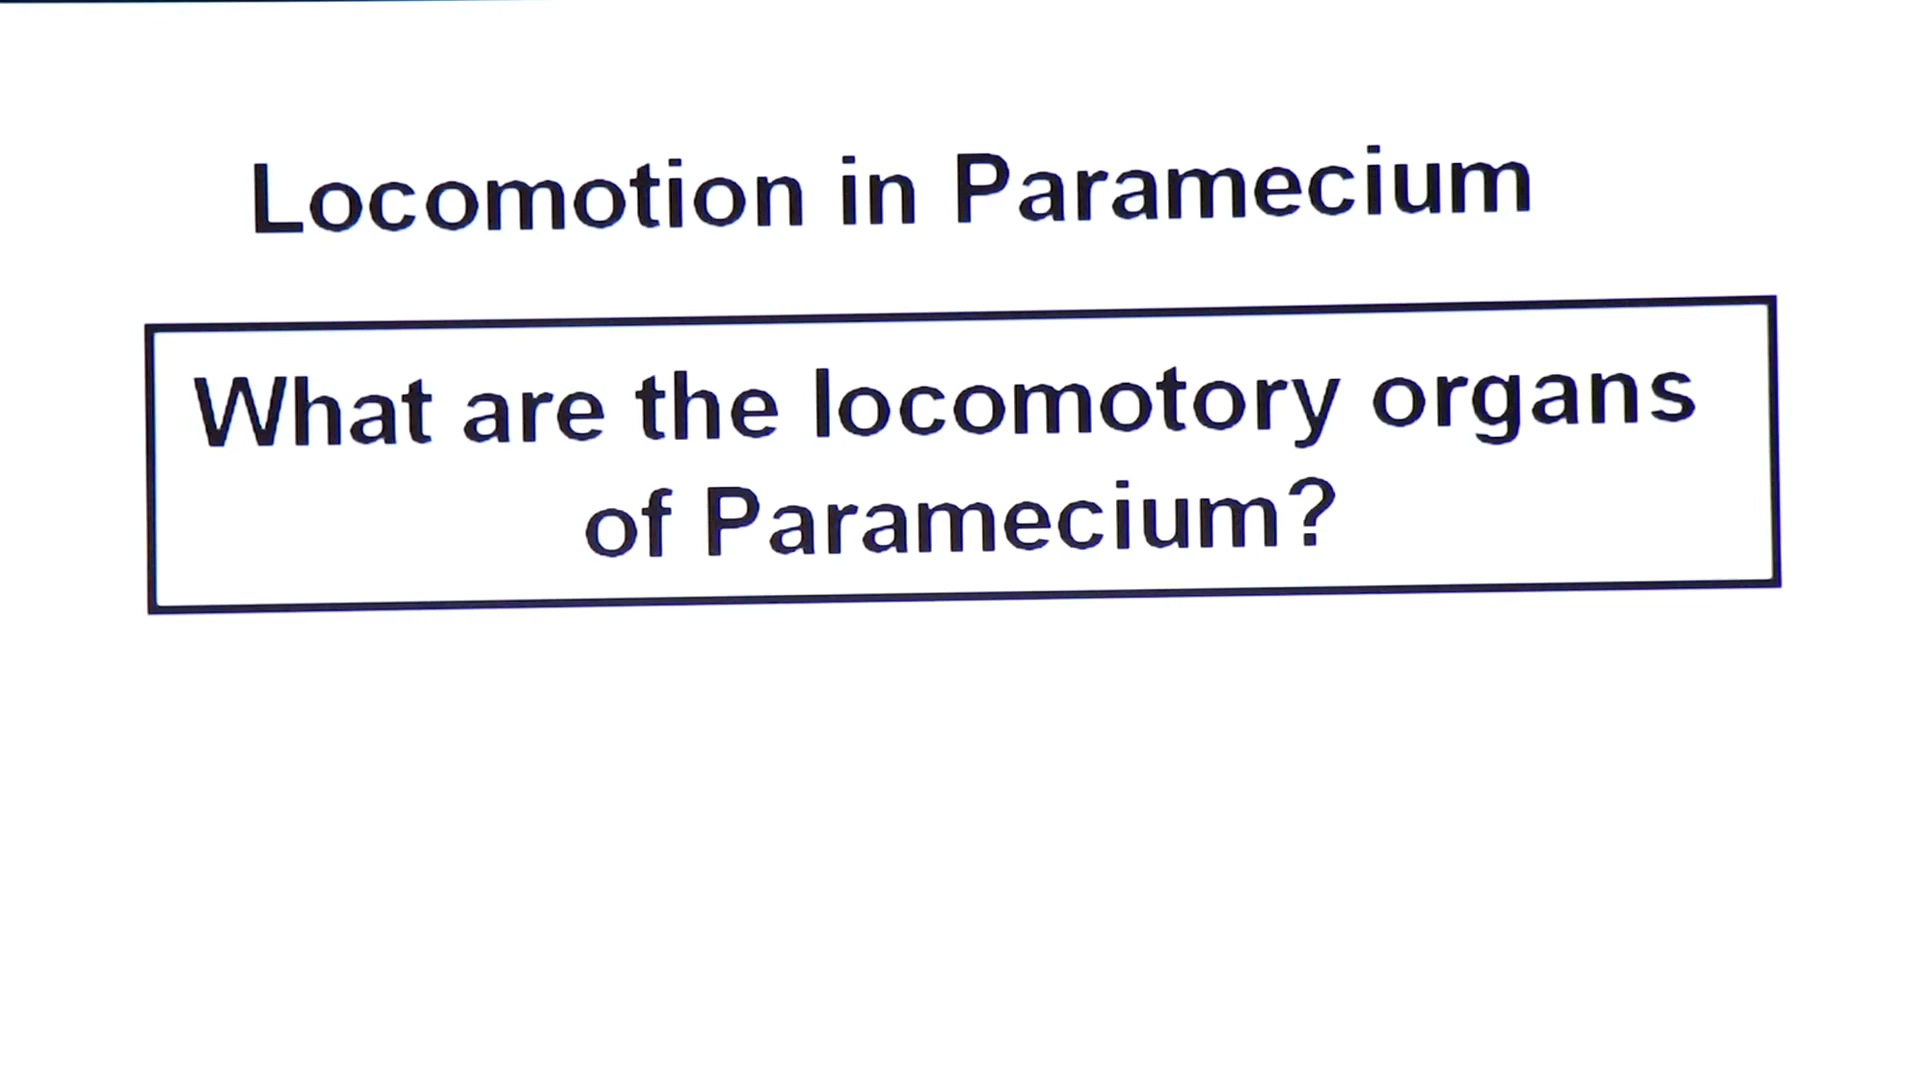 Locomotion in Paramecium
What are the locomotory organs
of Paramecium?